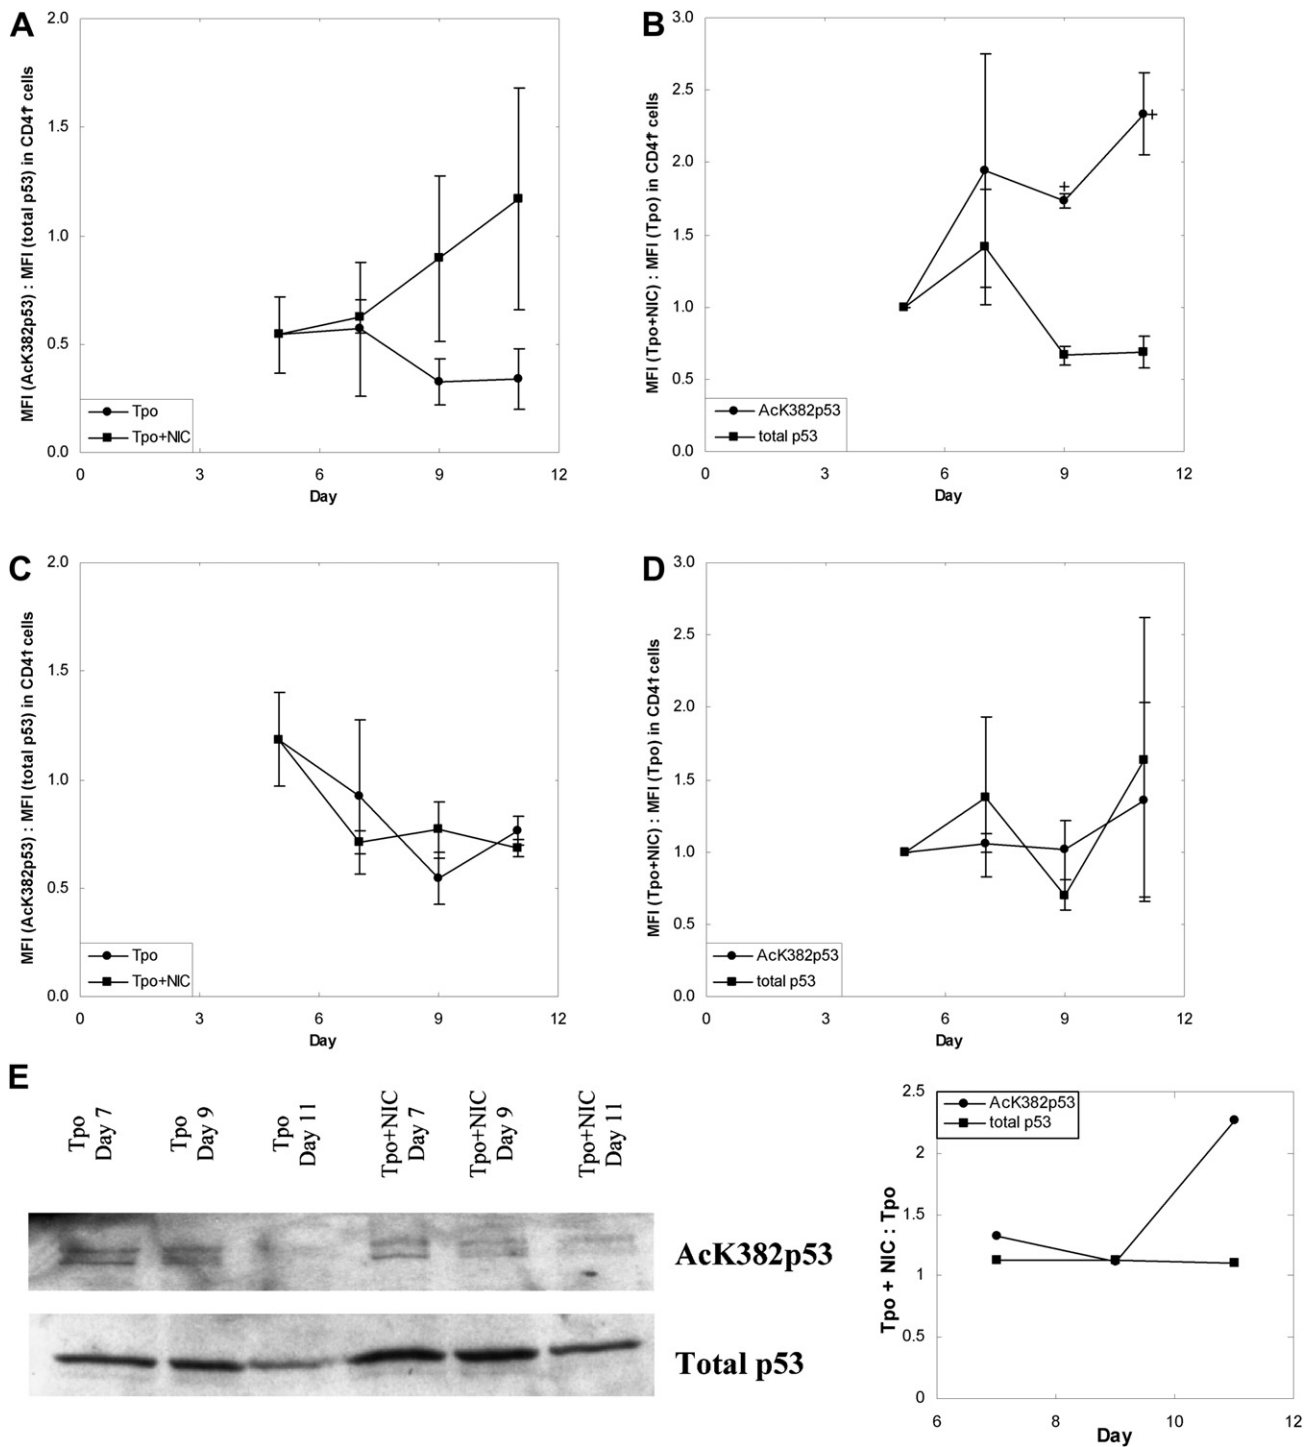 A
2.0
1.5
1.0
0.5
0.0
0
3
6
9
12
MFI (AcK382p53) : MFI (total p53) in CD41+ cells
Tpo
Tpo+NIC
Day
B
3.0
2.5
2.0
1.5
1.0
0.5
0.0
0
3
6
9
12
MFI (Tpo+NIC) : MFI (Tpo) in CD41+ cells
+
+
AcK382p53
total p53
Day
C
2.0
1.5
1.0
0.5
0.0
0
3
6
9
12
MFI (AcK382p53) : MFI (total p53) in CD41- cells
Tpo
Tpo+NIC
Day
D
3.0
2.5
2.0
1.5
1.0
0.5
0.0
0
3
6
9
12
MFI (Tpo+NIC) : MFI (Tpo) in CD41- cells
AcK382p53
total p53
Day
E
Tpo
Day 7
Tpo
Day 9
Tpo
Day 11
Tpo+NIC
Day 7
Tpo+NIC
Day 9
Tpo+NIC
Day 11
AcK382p53
Total p53
2.5
2
1.5
1
0.5
0
6
8
10
12
Tpo + NIC : Tpo
AcK382p53
total p53
Day